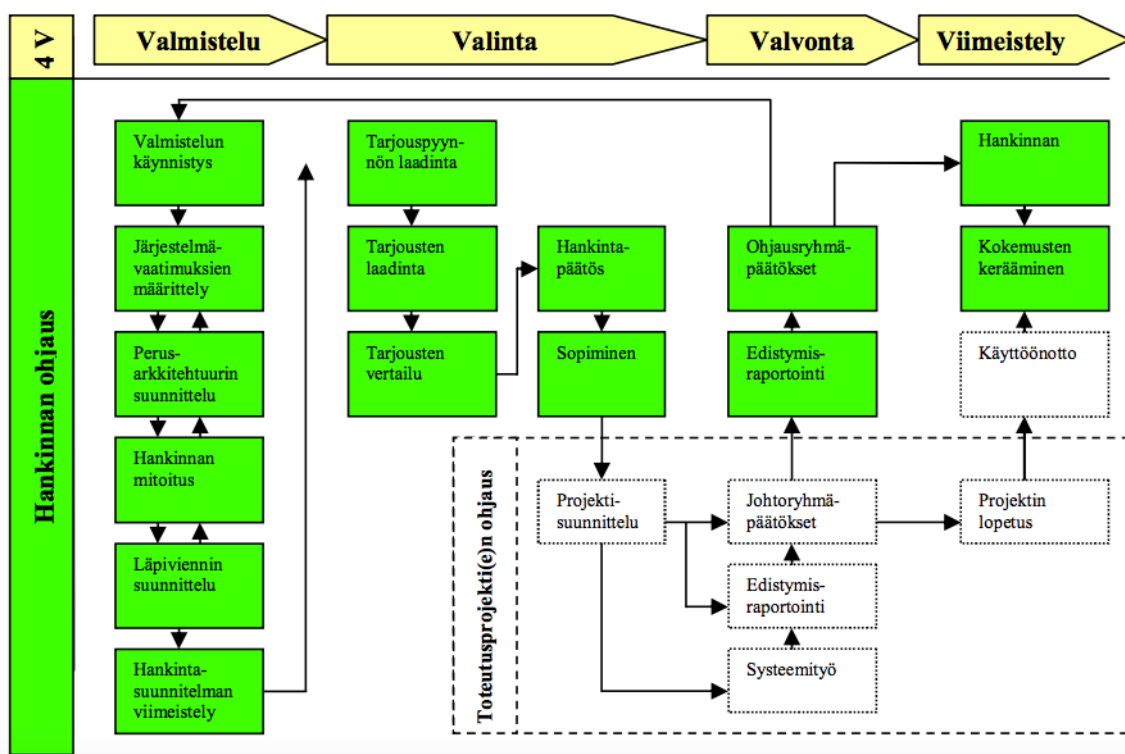 4 V
Valmistelu
Valinta
Valvonta
Viimeistely
Hankinnan ohjaus
Valmistelun
käynnistys
Järjestelmä-
vaatimuksien
määrittely
Perus-
arkkitehtuurin
suunnittelu
Hankinnan
mitoitus
Läpiviennin
suunnittelu
Hankinta-
suunnitelman
viimeistely
Tarjouspyyn-
nön laadinta
Tarjousten
laadinta
Tarjousten
vertailu
Hankinta-
päätös
Sopiminen
Ohjausryhmä-
päätökset
Edistymis-
raportointi
Hankinnan
Kokemusten
kerääminen
Käyttöönotto
Toteutusprojekti(e)n ohjaus
Projekti-
suunnittelu
Johtoryhmä-
päätökset
Edistymis-
raportointi
Systeemityö
Projektin
lopetus